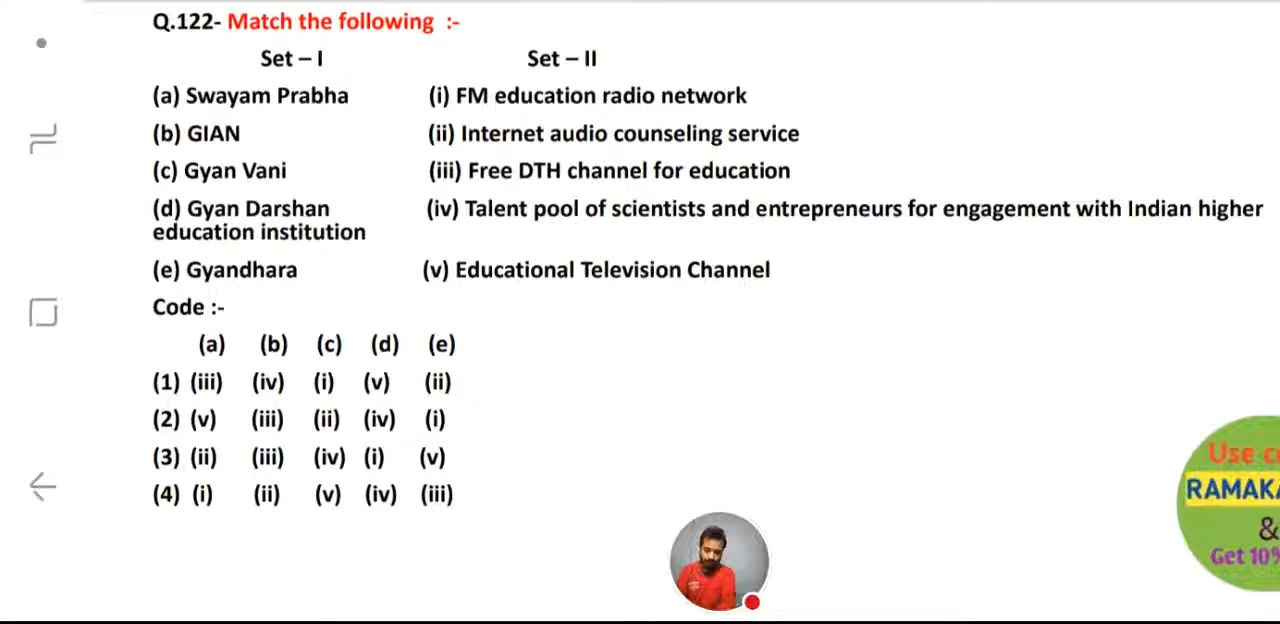 Q.122- Match the following :-
Set – I Set – II
(a) Swayam Prabha (i) FM education radio network
(b) GIAN (ii) Internet audio counseling service
(c) Gyan Vani (iii) Free DTH channel for education
(d) Gyan Darshan (iv) Talent pool of scientists and entrepreneurs for engagement with Indian higher
education institution
(e) Gyandhara (v) Educational Television Channel
Code :-
(a) (b) (c) (d) (e)
(1) (iii) (iv) (i) (v) (ii)
(2) (v) (iii) (ii) (iv) (i)
(3) (ii) (iii) (iv) (i) (v)
(4) (i) (ii) (v) (iv) (iii)
Use
&
Get 10%